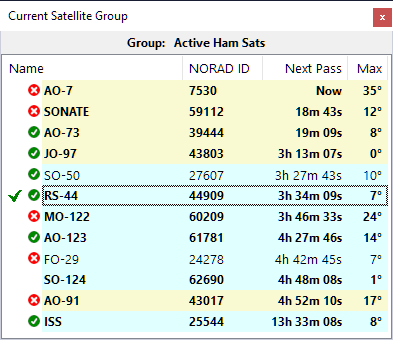 Current Satellite Group x
Group: Active Ham Sats
Name NORAD ID Next Pass Max
AO-7 7530 Now 35°
SONATE 59112 18m 43s 12°
AO-73 39444 19m 09s 8°
JO-97 43803 3h 13m 07s 0°
SO-50 27607 3h 27m 43s 10°
RS-44 44909 3h 34m 09s 7°
MO-122 60209 3h 46m 33s 24°
AO-123 61781 4h 27m 46s 14°
FO-29 24278 4h 42m 45s 7°
SO-124 62690 4h 48m 08s 1°
AO-91 43017 4h 52m 10s 17°
ISS 25544 13h 33m 08s 8°